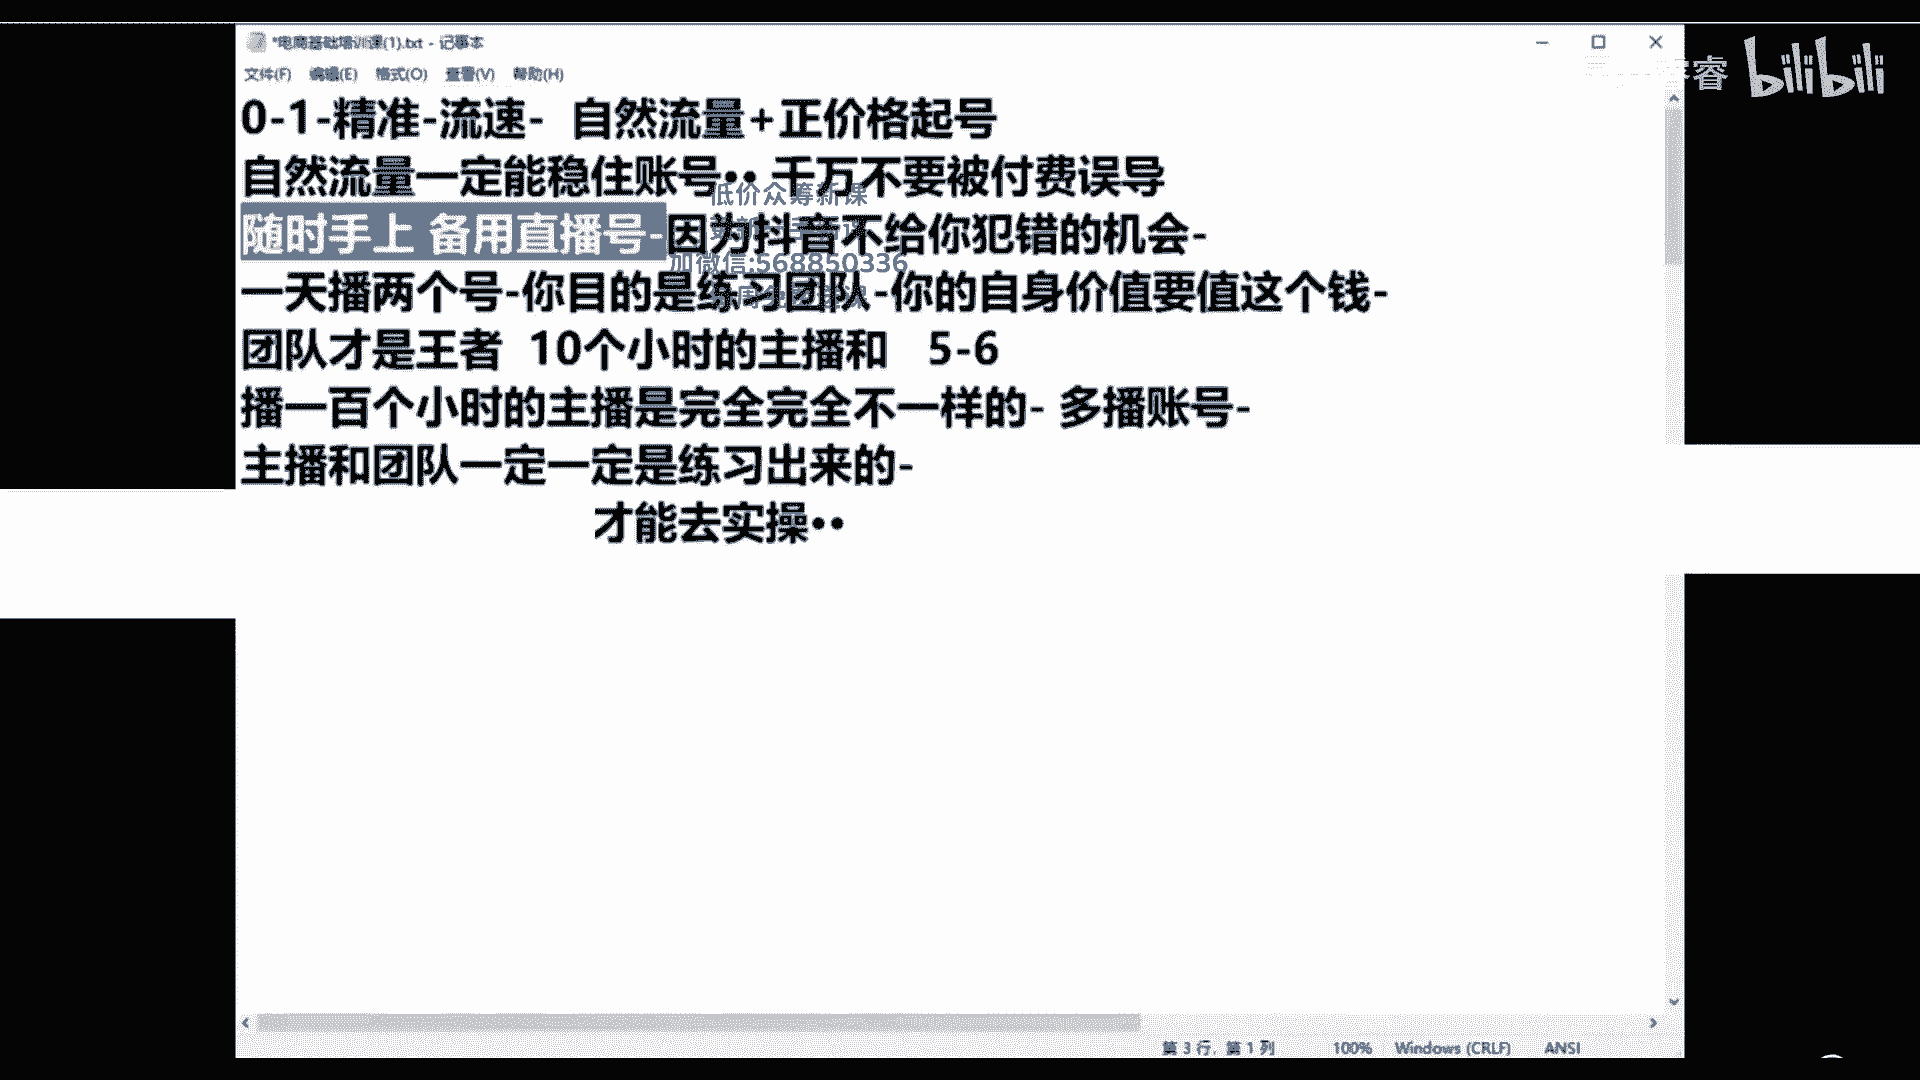 *电商基础培训课(1).txt - 记事本
文件(F) 编辑(E) 格式(O) 查看(V) 帮助(H)
睿 bilibili
0-1-精准-流速- 自然流量+正价格起号
自然流量一定能稳住账号•• 千万不要被付费误导
低价众筹新课
随时手上 备用直播号-因为抖音不给你犯错的机会-
加微信:568850336
一天播两个号-你目的是练习团队-你的自身价值要值这个钱-
团队才是王者 10个小时的主播和 5-6
播一百个小时的主播是完全完全不一样的- 多播账号-
主播和团队一定一定是练习出来的-
才能去实操••
第 3 行，第 1 列 100% Windows (CRLF) ANSI